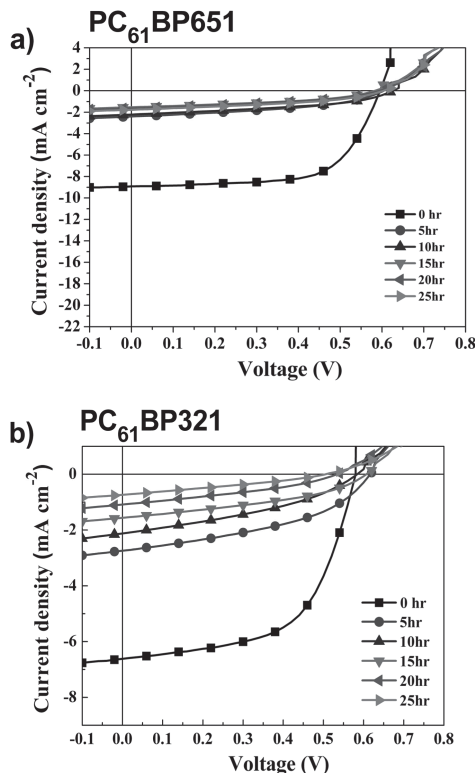 a) PC61BP651
4
2
0
-2
-4
-6
-8
-10
-12
-14
-16
-18
-20
-22
Current density (mA cm-2)
0 hr
5hr
10hr
15hr
20hr
25hr
-0.1 0.0 0.1 0.2 0.3 0.4 0.5 0.6 0.7 0.8
Voltage (V)
b) PC61BP321
0
-2
-4
-6
-8
Current density (mA cm-2)
0 hr
5hr
10hr
15hr
20hr
25hr
-0.1 0.0 0.1 0.2 0.3 0.4 0.5 0.6 0.7 0.8
Voltage (V)